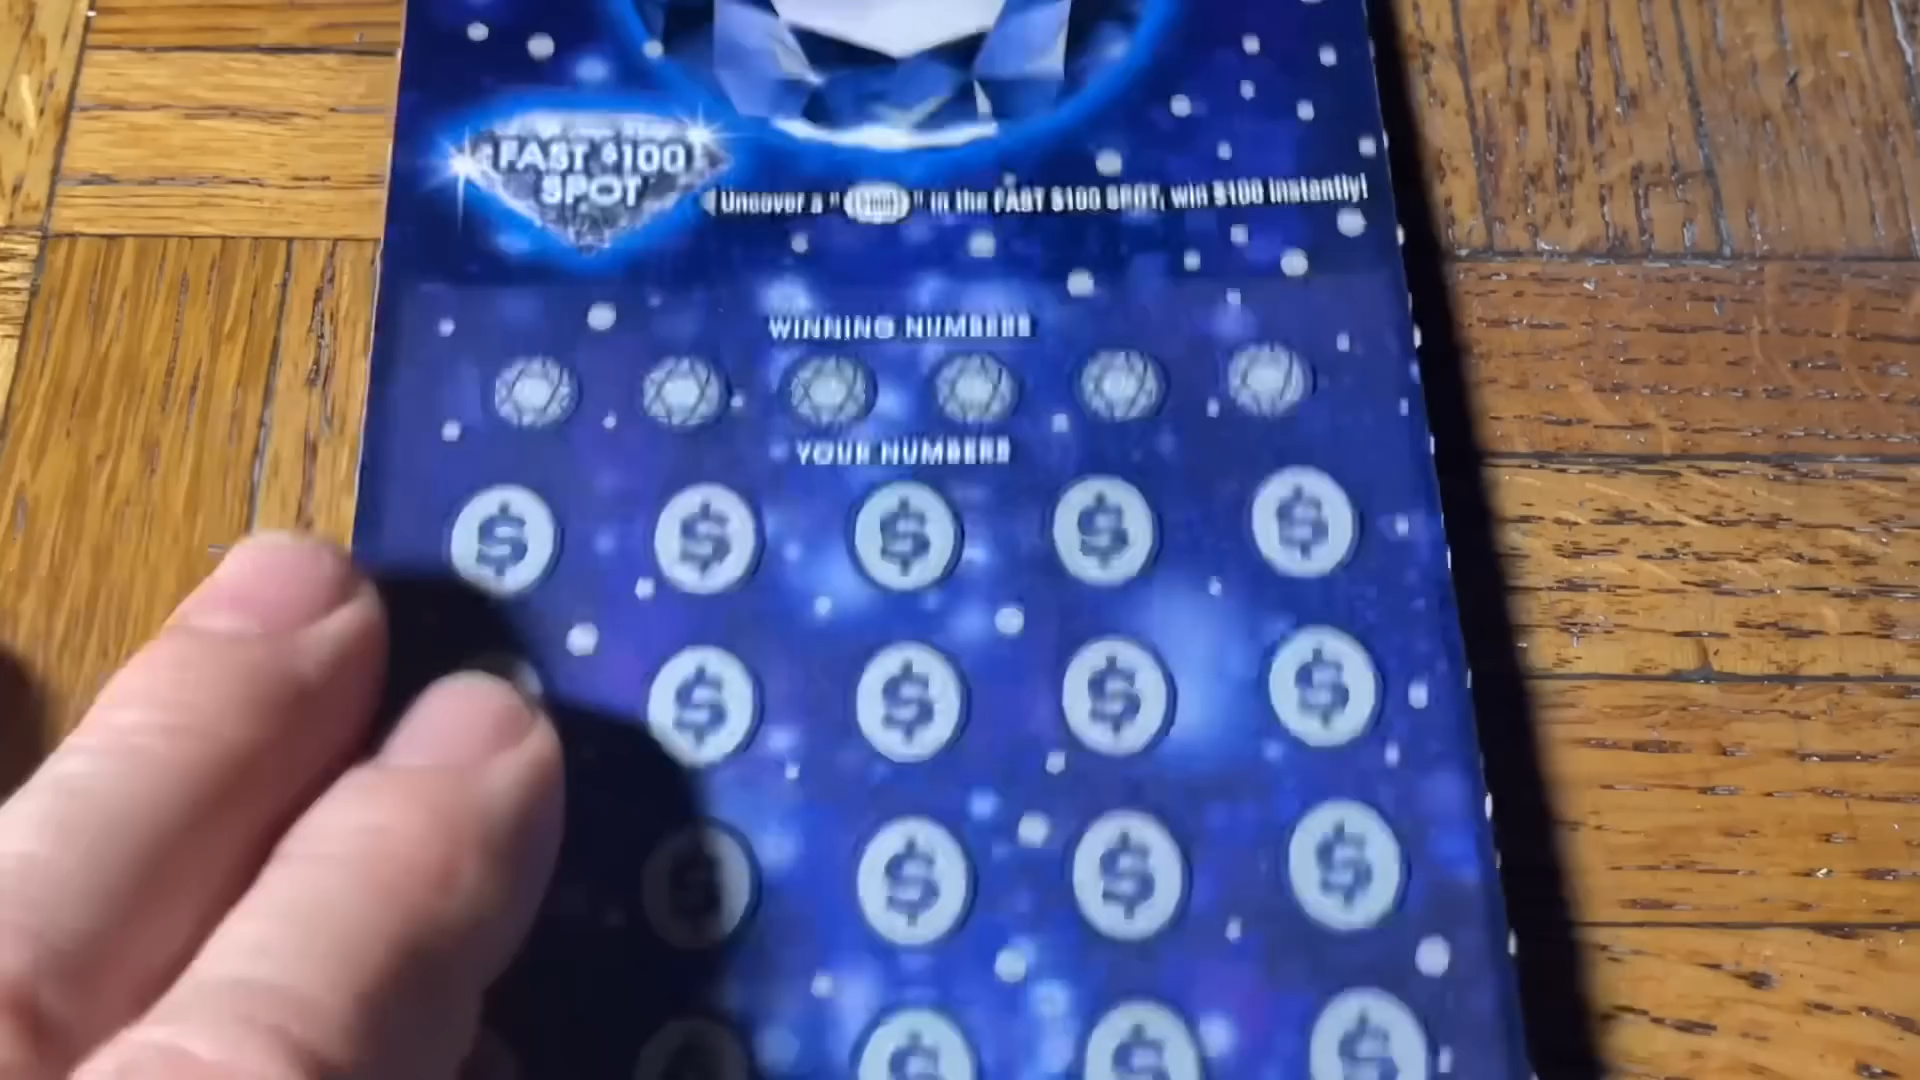 FAST $100
SPOT
Uncover a " " in the FAST $100 SPOT, win $100 instantly!
WINNING NUMBERS
YOUR NUMBERS
$ $ $ $ $
$ $ $ $
$ $ $ $
$ $ $ $